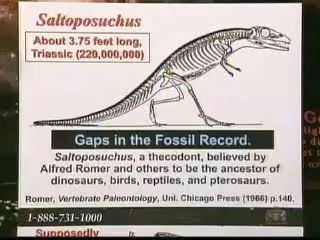 Saltoposuchus
About 3.75 feet long,
Triassic (220,000,000)
Gaps in the Fossil Record.
Saltoposuchus, a thecodont, believed by
Alfred Romer and others to be the ancestor of
dinosaurs, birds, reptiles, and pterosaurs.
Romer, Vertebrate Paleontology, Uni. Chicago Press (1966) p.140.
1-888-731-1000
Supposedly